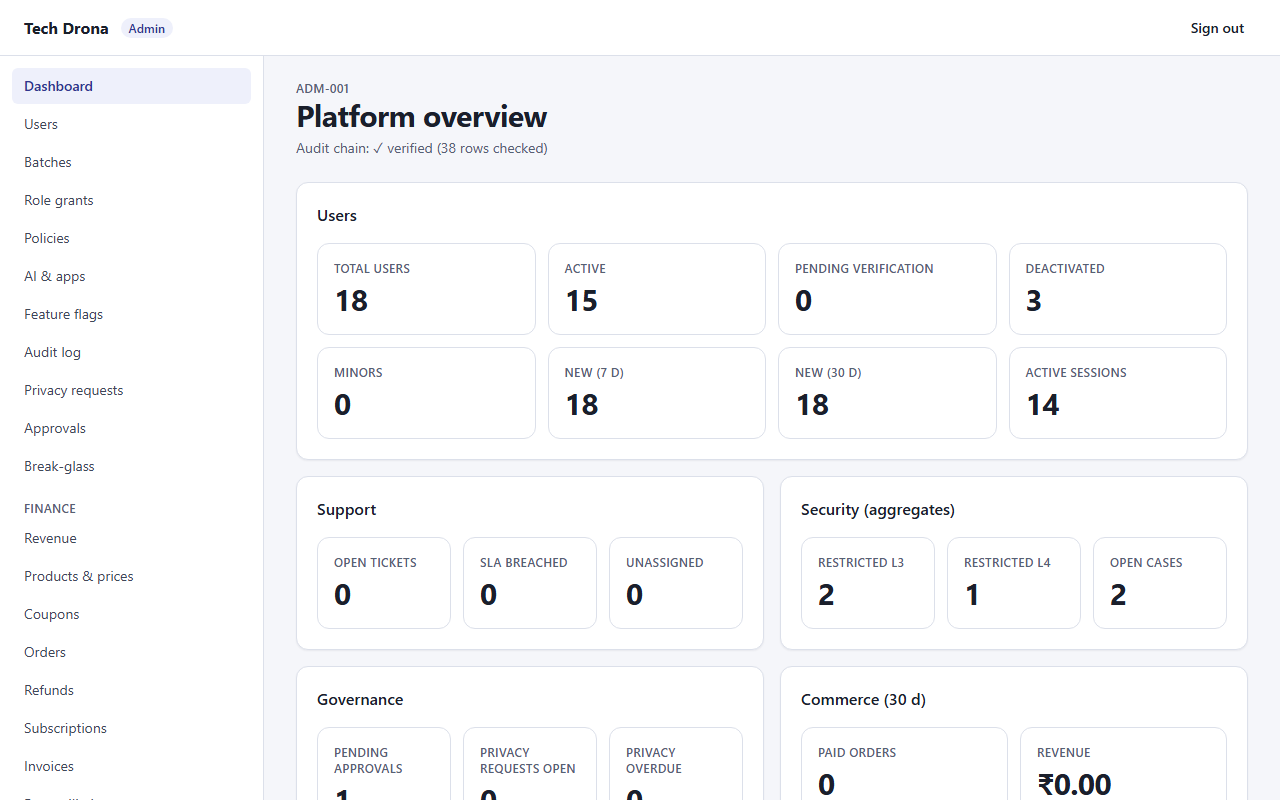 Tech Drona Admin Sign out
Dashboard
Users
Batches
Role grants
Policies
AI & apps
Feature flags
Audit log
Privacy requests
Approvals
Break-glass
FINANCE
Revenue
Products & prices
Coupons
Orders
Refunds
Subscriptions
Invoices
ADM-001
Platform overview
Audit chain: ✓ verified (38 rows checked)
Users
TOTAL USERS
18
ACTIVE
15
PENDING VERIFICATION
0
DEACTIVATED
3
MINORS
0
NEW (7 D)
18
NEW (30 D)
18
ACTIVE SESSIONS
14
Support
OPEN TICKETS
0
SLA BREACHED
0
UNASSIGNED
0
Security (aggregates)
RESTRICTED L3
2
RESTRICTED L4
1
OPEN CASES
2
Governance
PENDING
APPROVALS
1
PRIVACY
REQUESTS OPEN
0
PRIVACY
OVERDUE
0
Commerce (30 d)
PAID ORDERS
0
REVENUE
₹0.00